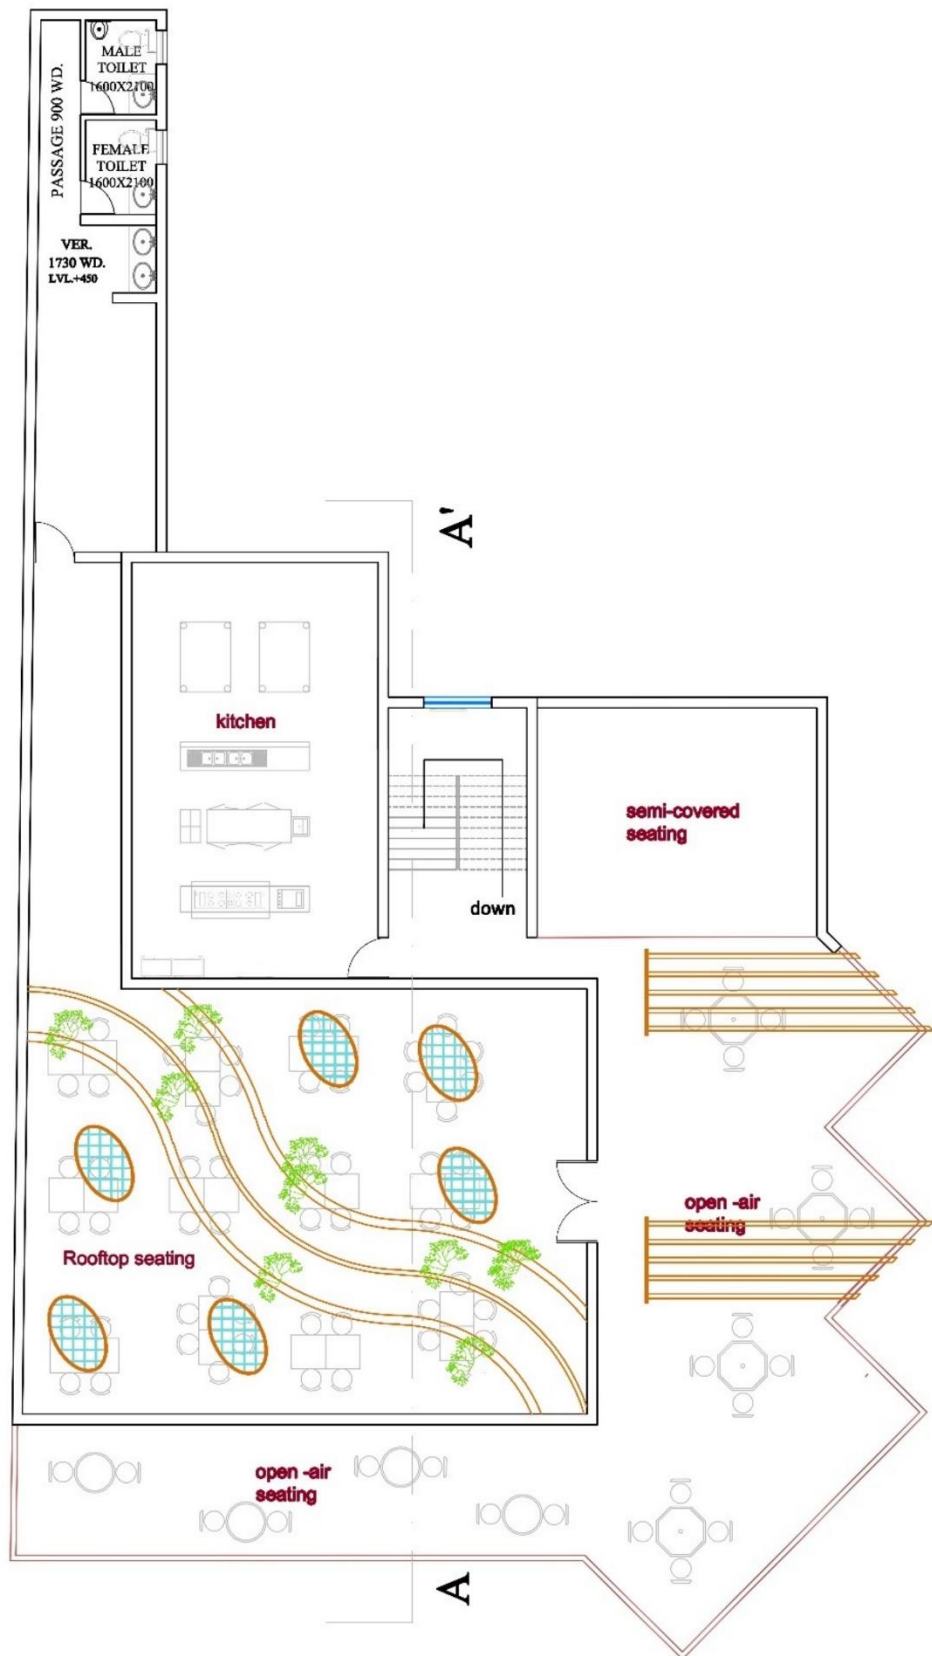 MALE
TOILET
1600X2100
PASSAGE 900 WD.
FEMALE
TOILET
1600X2100
VER.
1730 WD.
LVL.+450
A'
kitchen
semi-covered
seating
down
open -air
seating
Rooftop seating
open -air
seating
A